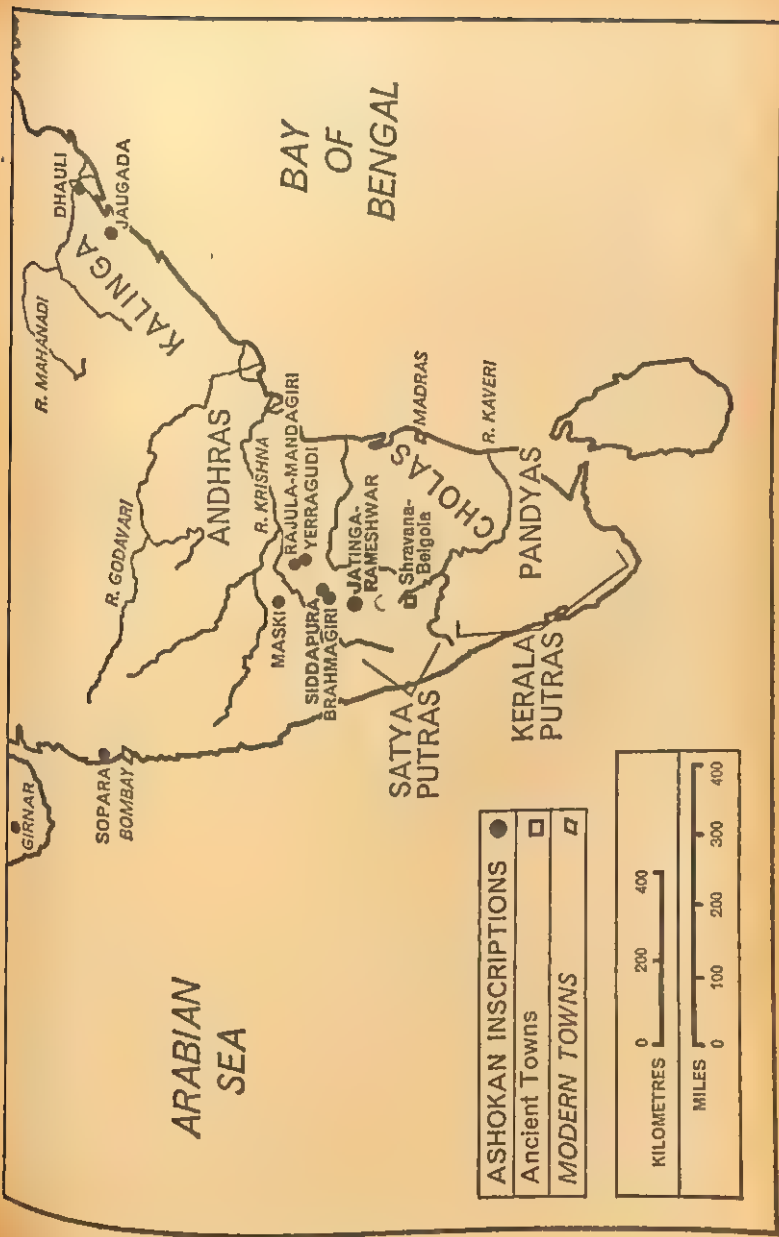 DHAULI
JAUGADA
KALINGA
R. MAHANADI
BAY
OF
BENGAL
GIRNAR
SOPARA
BOMBAY
R. GODAVARI
ANDHRAS
R. KRISHNA
RAJULA-MANDAGIRI
YERRAGUDI
MASKI
SIDDAPURA
BRAHMAGIRI
JATINGA-
RAMESHWAR
Shravana-
Belgola
CHOLAS
MADRAS
R. KAVERI
PANDYAS
SATYA
PUTRAS
KERALA
PUTRAS
ARABIAN
SEA
ASHOKAN INSCRIPTIONS
Ancient Towns
MODERN TOWNS
KILOMETRES 0 200 400
MILES 0 100 200 300 400